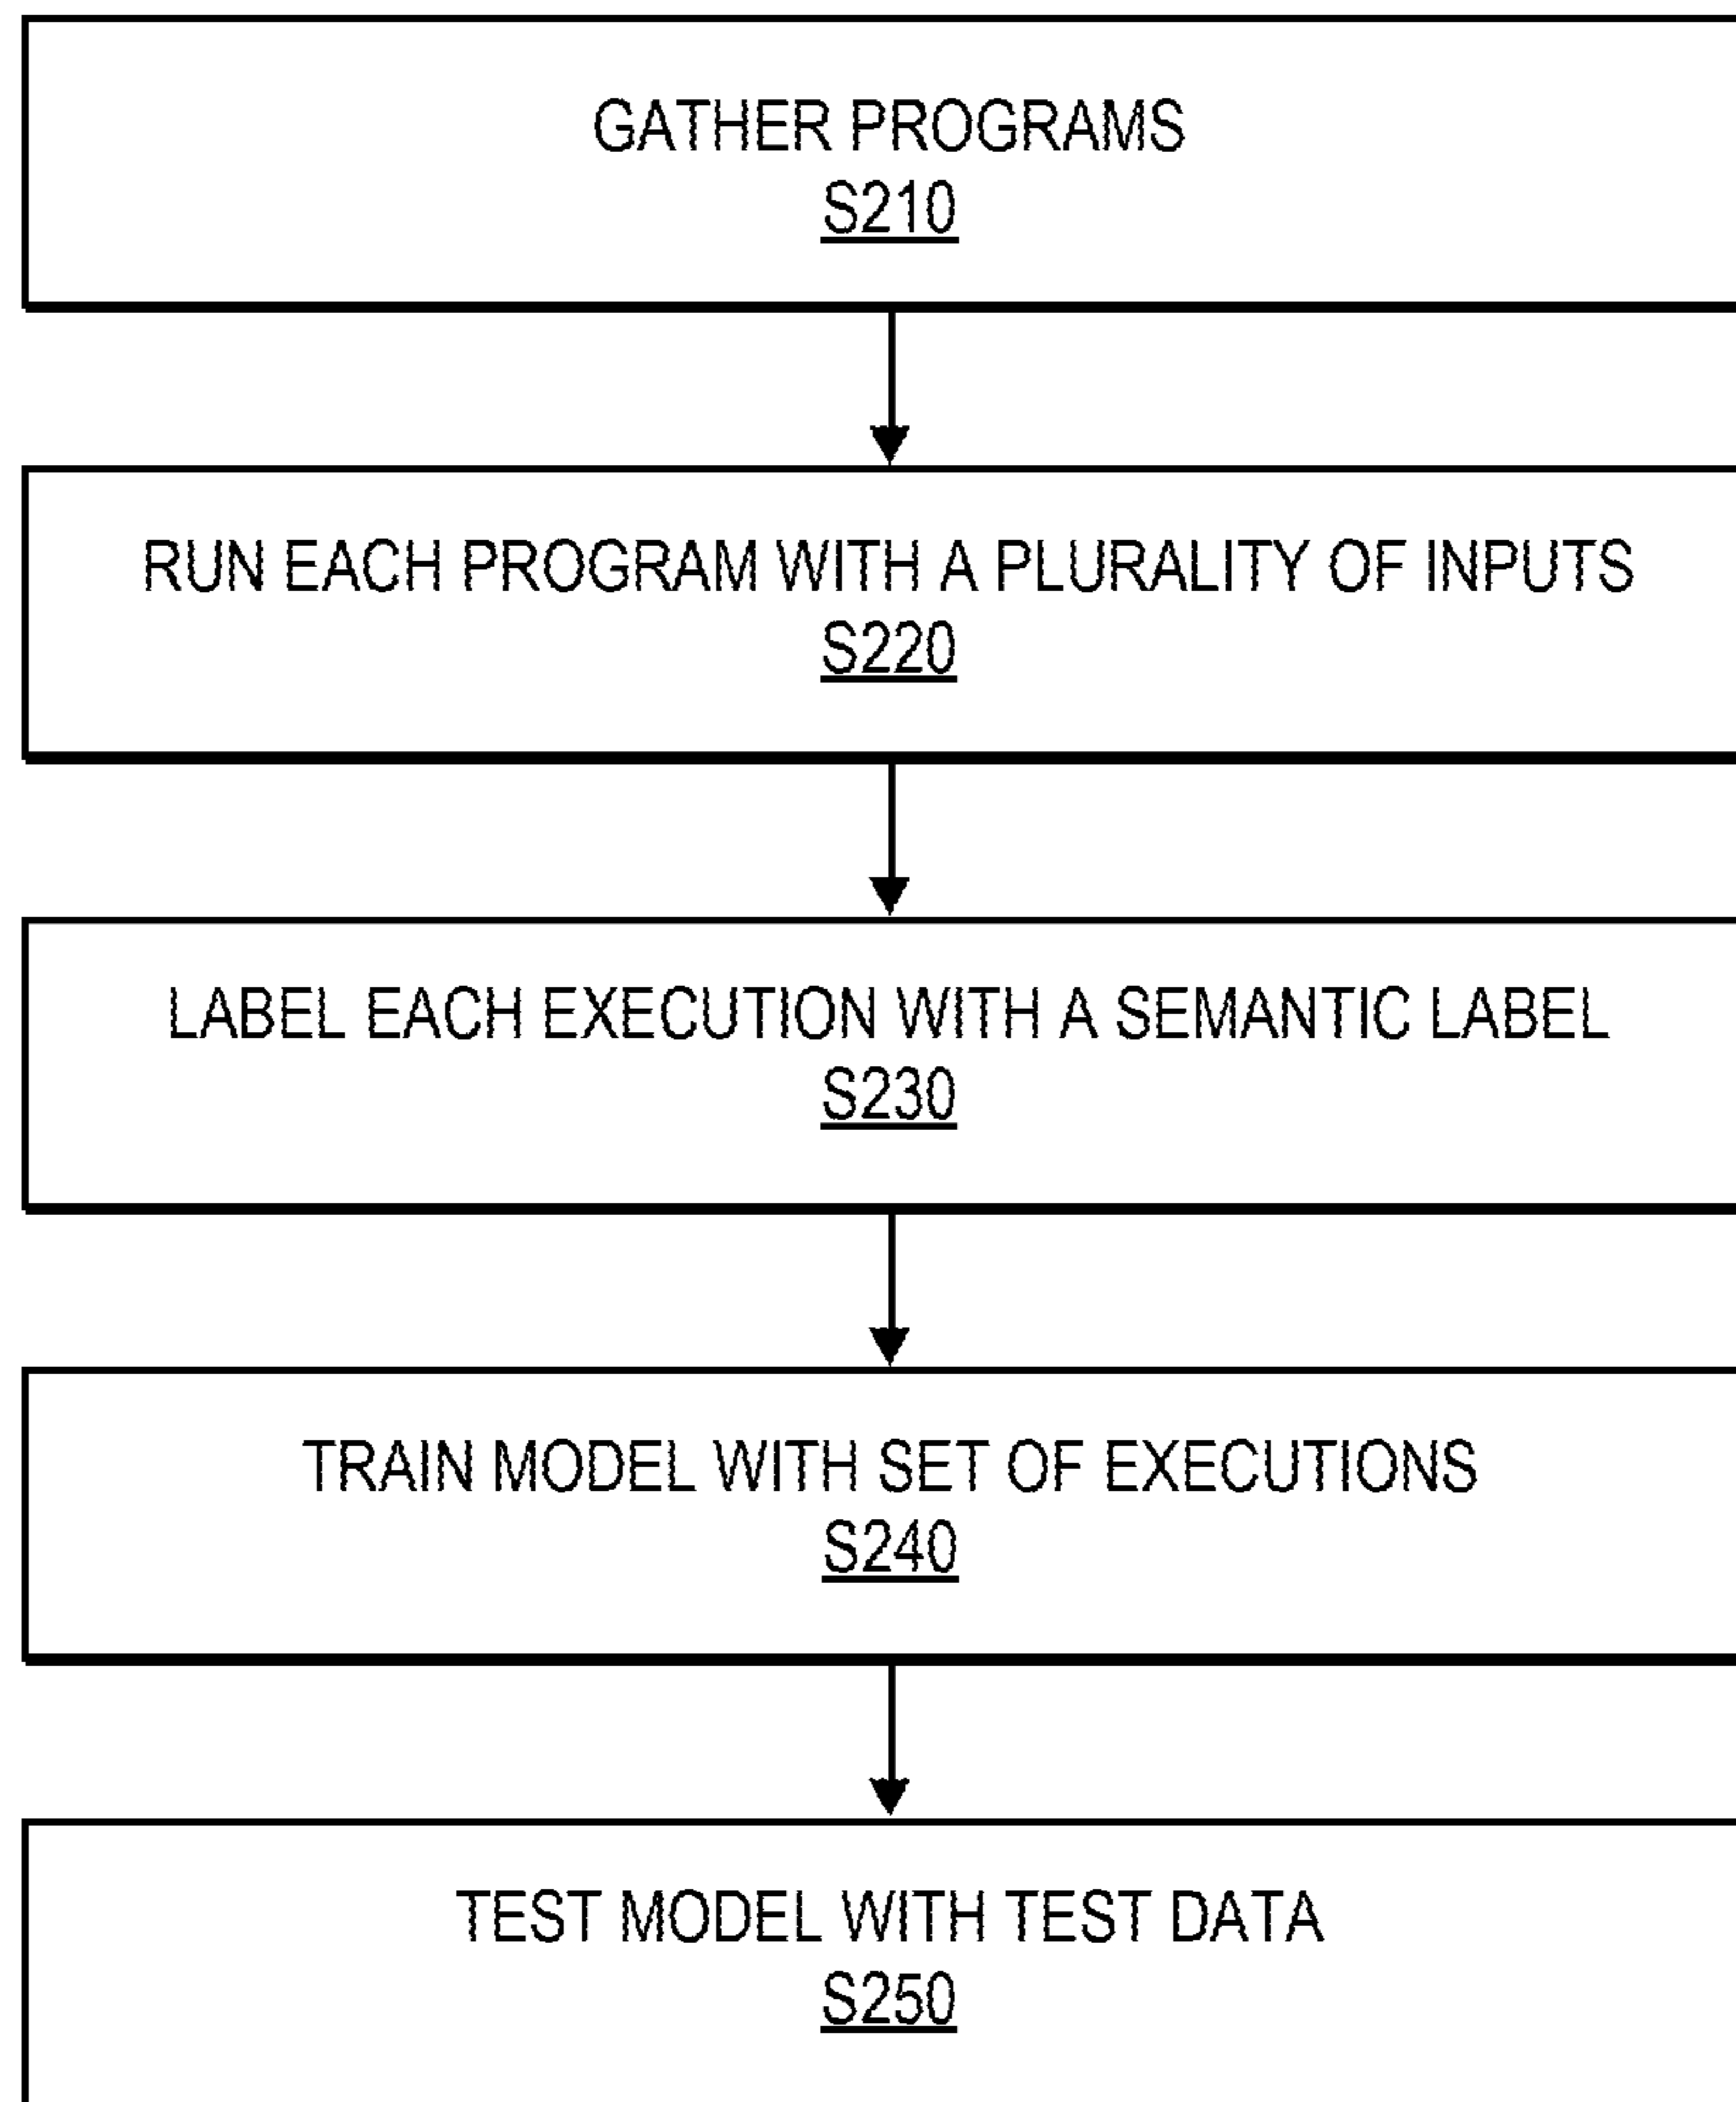 GATHER PROGRAMS
S210
RUN EACH PROGRAM WITH A PLURALITY OF INPUTS
S220
LABEL EACH EXECUTION WITH A SEMANTIC LABEL
S230
TRAIN MODEL WITH SET OF EXECUTIONS
S240
TEST MODEL WITH TEST DATA
S250